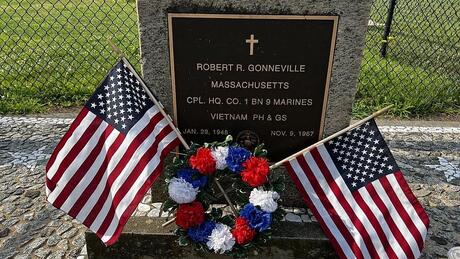 ROBERT R. GONNEVILLE
MASSACHUSETTS
CPL. HQ. CO. 1 BN 9 MARINES
VIETNAM PH & GS
JAN. 29, 1948 NOV. 9, 1967